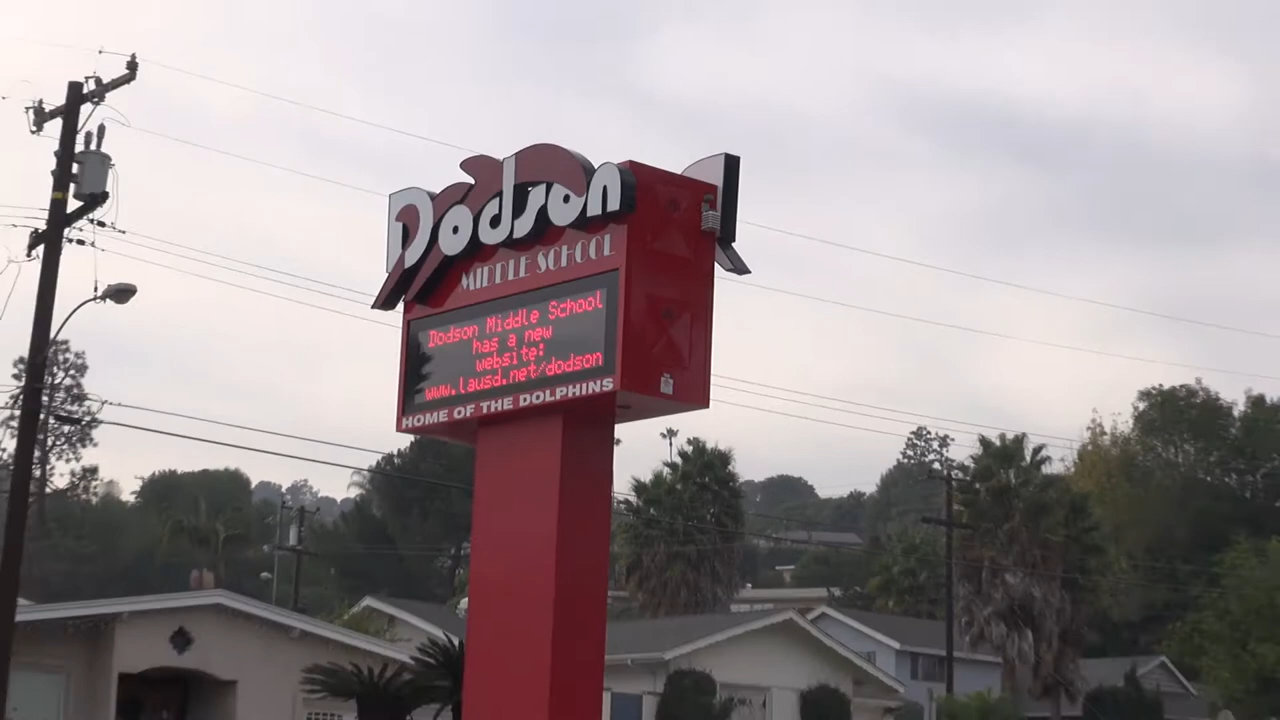 Dodson
MIDDLE SCHOOL
Dodson Middle School
has a new
website:
www.lausd.net/dodson
HOME OF THE DOLPHINS